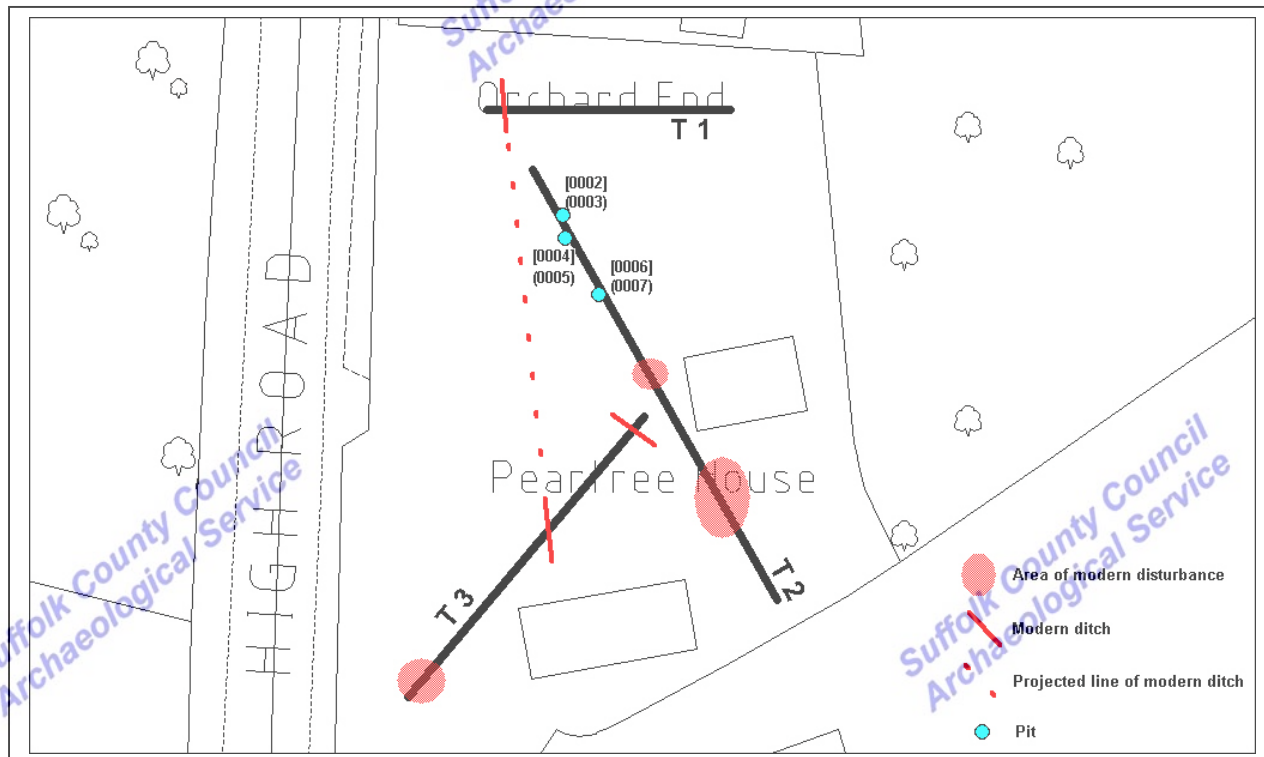 Suffolk County Council
Archaeological Service
Orchard End
T 1
[0002]
(0003)
[0004]
(0005)
[0006]
(0007)
HIGH ROAD
Peartree House
T 2
T 3
Suffolk County Council
Archaeological Service
Suffolk County Council
Archaeological Service
Area of modern disturbance
Modern ditch
Projected line of modern ditch
Pit